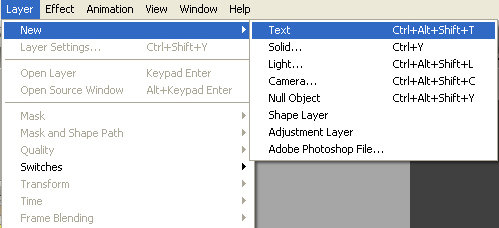 Layer Effect Animation View Window Help
New
Layer Settings... Ctrl+Shift+Y
Open Layer Keypad Enter
Open Source Window Alt+Keypad Enter
Mask
Mask and Shape Path
Quality
Switches
Transform
Time
Frame Blending
Text Ctrl+Alt+Shift+T
Solid... Ctrl+Y
Light... Ctrl+Alt+Shift+L
Camera... Ctrl+Alt+Shift+C
Null Object Ctrl+Alt+Shift+Y
Shape Layer
Adjustment Layer
Adobe Photoshop File...